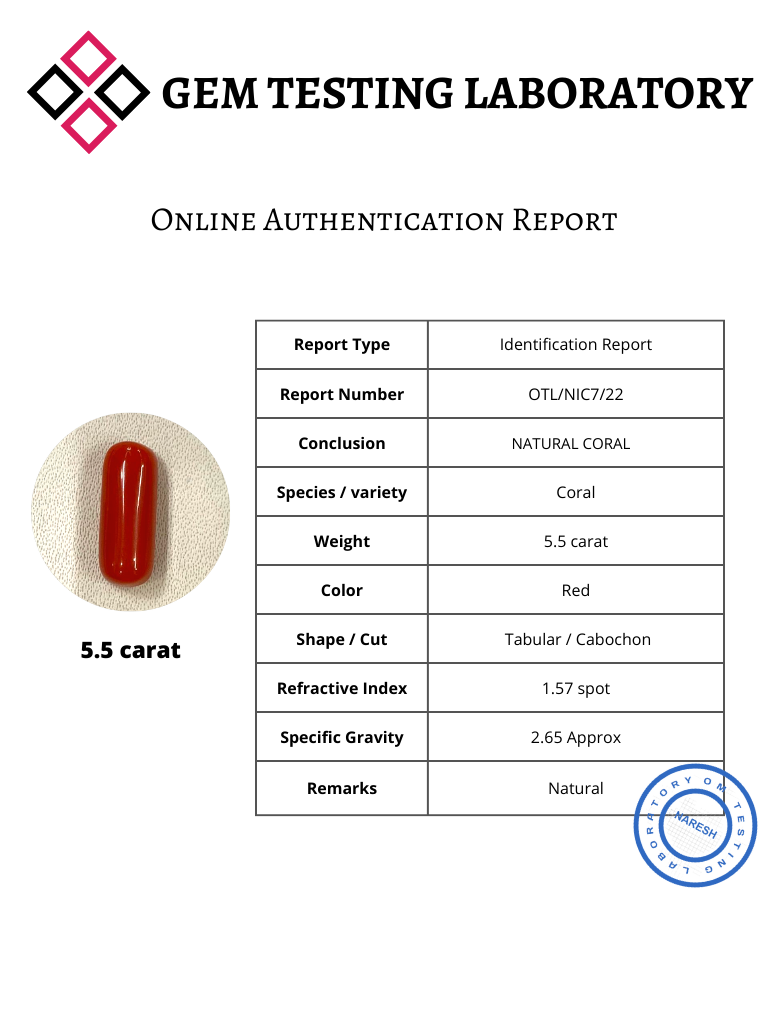 GEM TESTING LABORATORY
Online Authentication Report
Report Type Identification Report
Report Number OTL/NIC7/22
Conclusion NATURAL CORAL
Species / variety Coral
Weight 5.5 carat
Color Red
Shape / Cut Tabular / Cabochon
Refractive Index 1.57 spot
Specific Gravity 2.65 Approx
Remarks Natural
5.5 carat
OM TESTING LABORATORY
NARESH